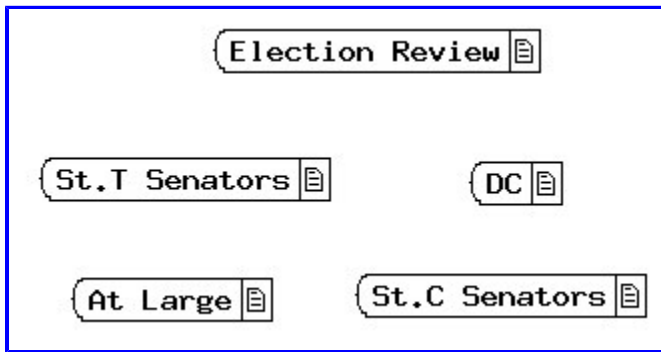 Election Review
St.T Senators
DC
At Large
St.C Senators